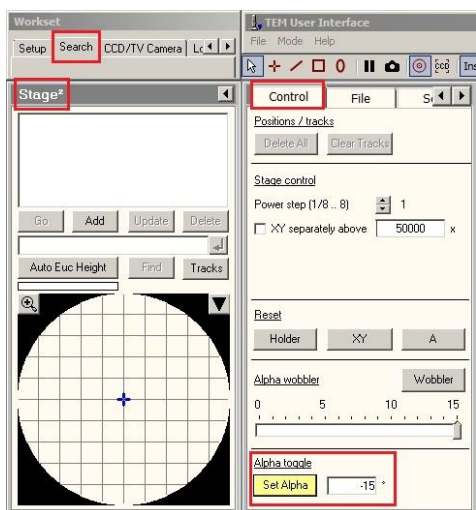 Workset
Setup Search CCD/TV Camera
Stage²
Go Add Update Delete
Auto Euc Height Find Tracks
TEM User Interface
File Mode Help
CCD
Control File
Positions / tracks
Delete All Clear Tracks
Stage control
Power step (1/8 .. 8) 1
XY separately above 50000 x
Reset
Holder XY A
Alpha wobbler Wobbler
0 5 10 15
Alpha toggle
Set Alpha -15 °